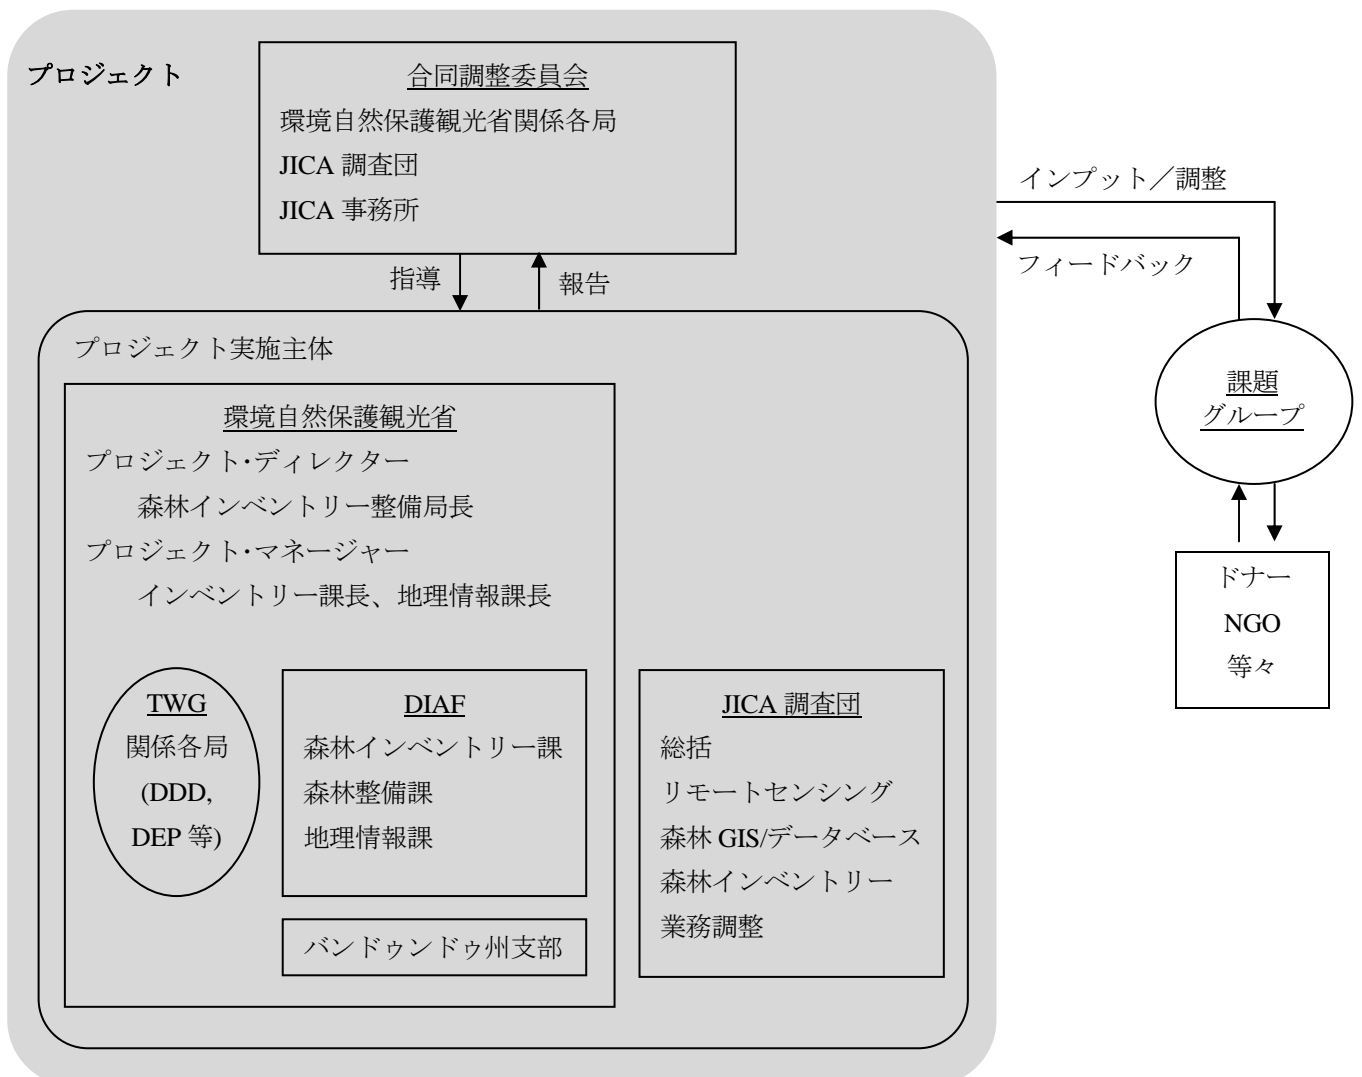 プロジェクト
合同調整委員会
環境自然保護観光省関係各局
JICA 調査団
JICA 事務所
指導
報告
プロジェクト実施主体
環境自然保護観光省
プロジェクト・ディレクター
森林インベントリー整備局長
プロジェクト・マネージャー
インベントリー課長、地理情報課長
TWG
関係各局
(DDD,
DEP 等)
DIAF
森林インベントリー課
森林整備課
地理情報課
バンドゥンドゥ州支部
JICA 調査団
総括
リモートセンシング
森林 GIS/データベース
森林インベントリー
業務調整
インプット／調整
フィードバック
課題
グループ
ドナー
NGO
等々